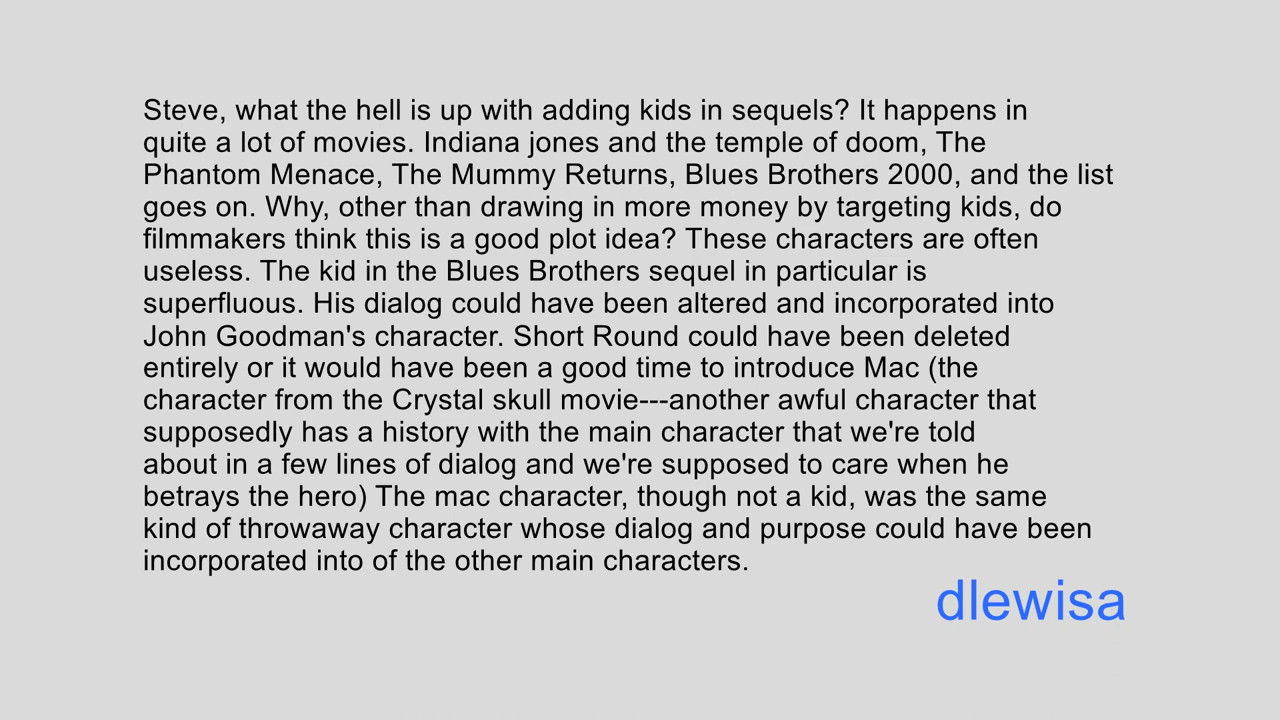 Steve, what the hell is up with adding kids in sequels? It happens in
quite a lot of movies. Indiana jones and the temple of doom, The
Phantom Menace, The Mummy Returns, Blues Brothers 2000, and the list
goes on. Why, other than drawing in more money by targeting kids, do
filmmakers think this is a good plot idea? These characters are often
useless. The kid in the Blues Brothers sequel in particular is
superfluous. His dialog could have been altered and incorporated into
John Goodman's character. Short Round could have been deleted
entirely or it would have been a good time to introduce Mac (the
character from the Crystal skull movie---another awful character that
supposedly has a history with the main character that we're told
about in a few lines of dialog and we're supposed to care when he
betrays the hero) The mac character, though not a kid, was the same
kind of throwaway character whose dialog and purpose could have been
incorporated into of the other main characters.
dlewisa